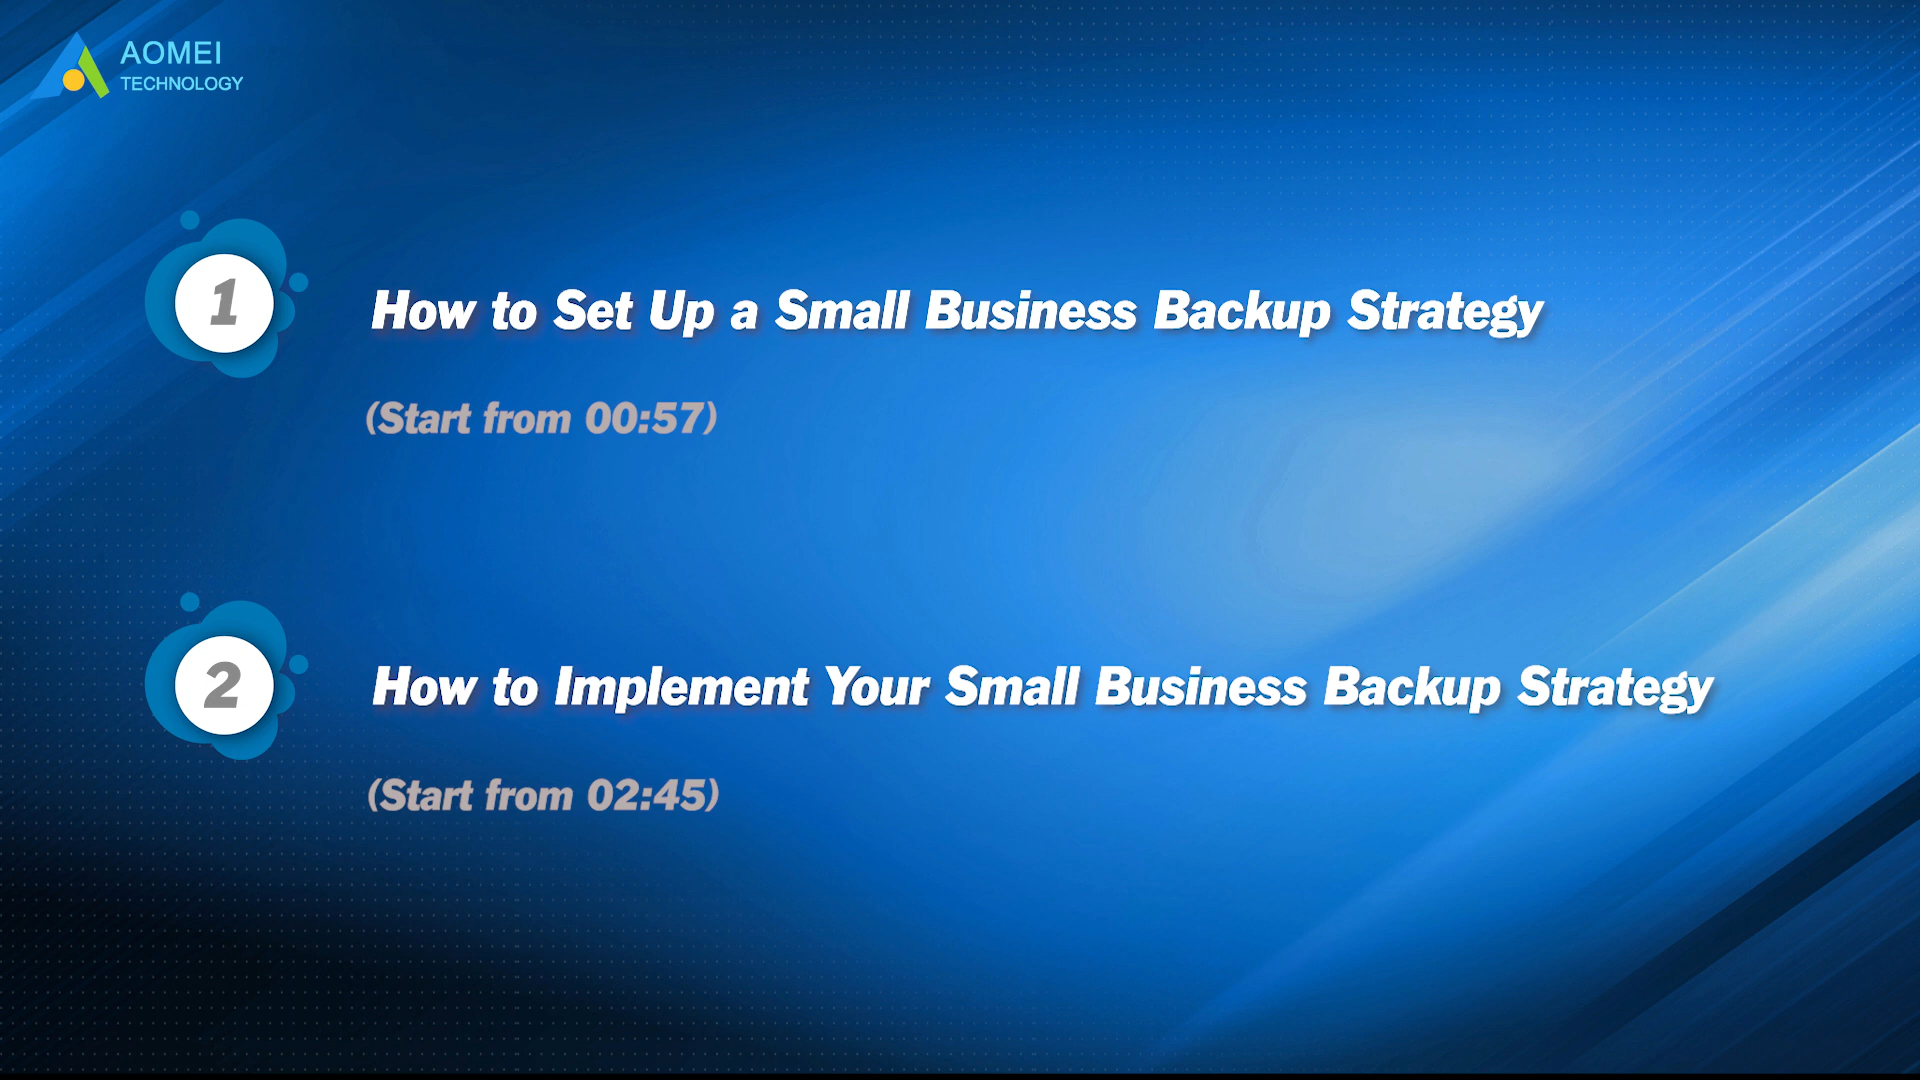 AOMEI
TECHNOLOGY
1
How to Set Up a Small Business Backup Strategy
(Start from 00:57)
2
How to Implement Your Small Business Backup Strategy
(Start from 02:45)